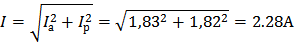 I = √(I_a^2 + I_p^2) = √(1,83^2 + 1,82^2) = 2.28A